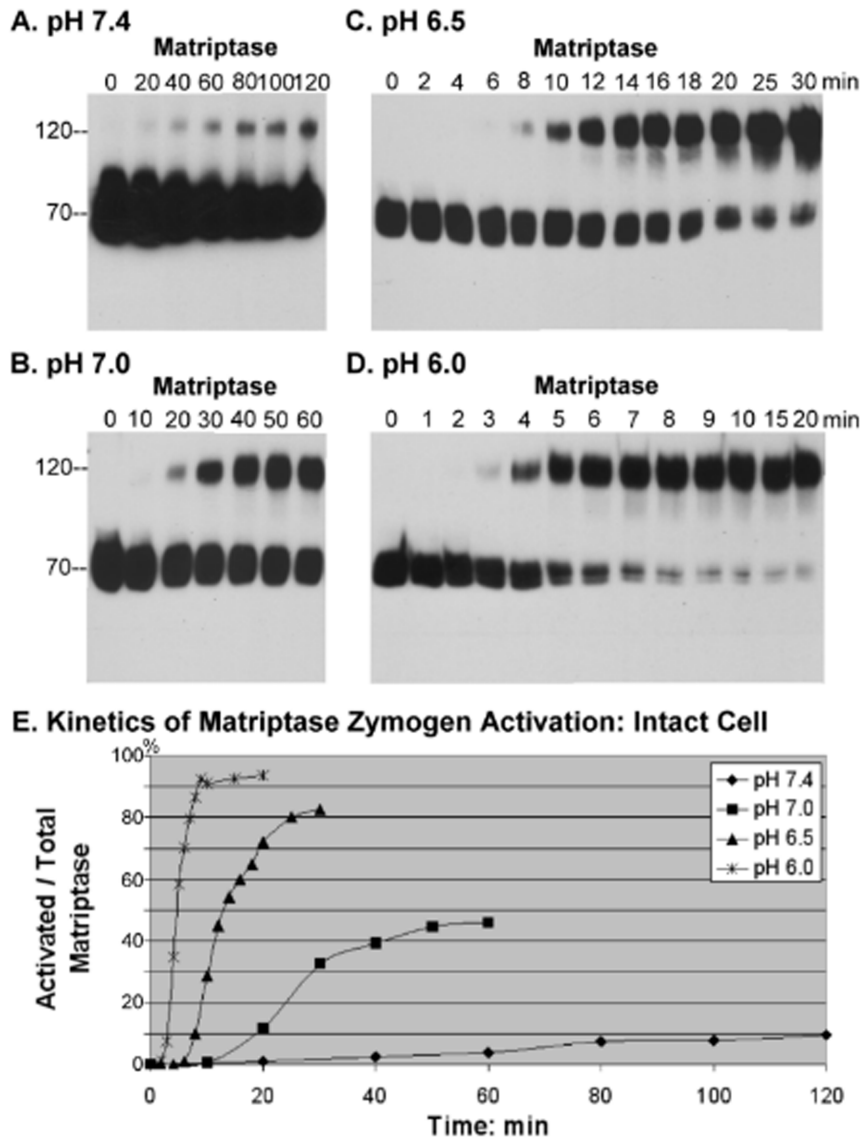 A. pH 7.4
Matriptase
0 20 40 60 80 100 120
120--
70--
C. pH 6.5
Matriptase
0 2 4 6 8 10 12 14 16 18 20 25 30 min
B. pH 7.0
Matriptase
0 10 20 30 40 50 60
120--
70--
D. pH 6.0
Matriptase
0 1 2 3 4 5 6 7 8 9 10 15 20 min
E. Kinetics of Matriptase Zymogen Activation: Intact Cell
%
100
80
60
40
20
0
Activated / Total
Matriptase
pH 7.4
pH 7.0
pH 6.5
pH 6.0
0 20 40 60 80 100 120
Time: min